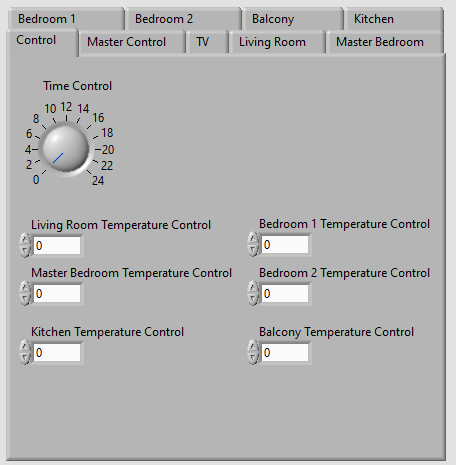 Bedroom 1 Bedroom 2 Balcony Kitchen
Control Master Control TV Living Room Master Bedroom
Time Control
10 12 14
8 16
6 18
4 20
2 22
0 24
Living Room Temperature Control Bedroom 1 Temperature Control
0 0
Master Bedroom Temperature Control Bedroom 2 Temperature Control
0 0
Kitchen Temperature Control Balcony Temperature Control
0 0